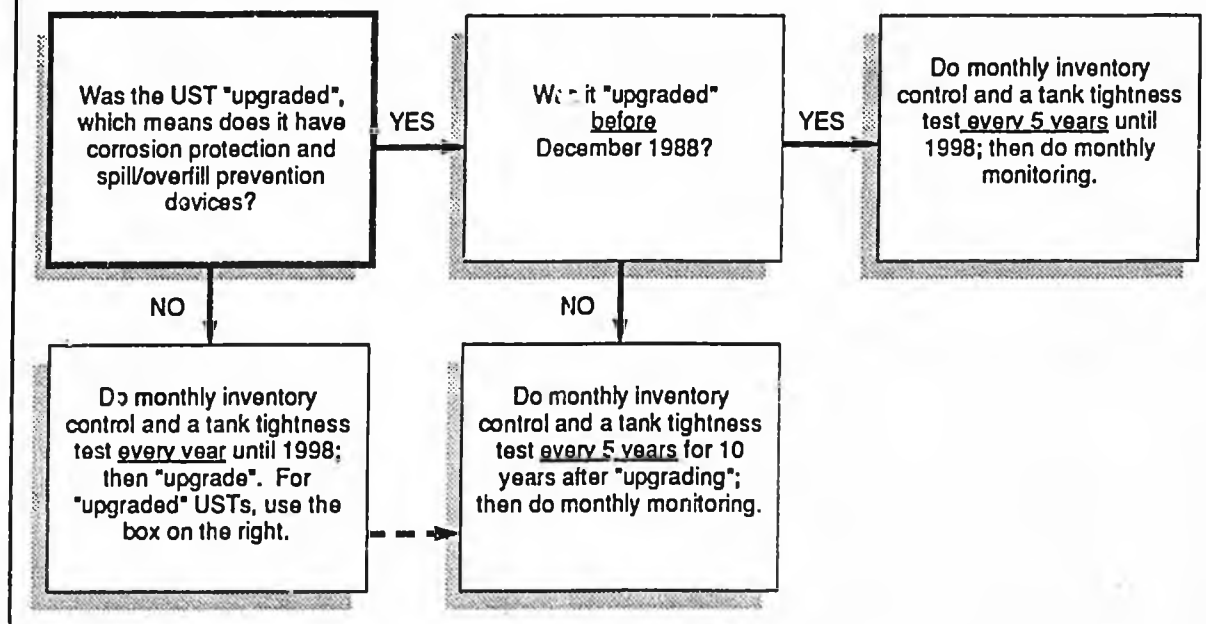 Was the UST "upgraded",
which means does it have
corrosion protection and
spill/overfill prevention
devices?
YES
it "upgraded"
before
December 1988?
YES
Do monthly inventory
control and a tank tightness
test every 5 years until
1998; then do monthly
monitoring.
NO
NO
Do monthly inventory
control and a tank tightness
test every year until 1998;
then "upgrade". For
"upgraded" USTs, use the
box on the right.
Do monthly inventory
control and a tank tightness
test every 5 years for 10
years after "upgrading";
then do monthly monitoring.